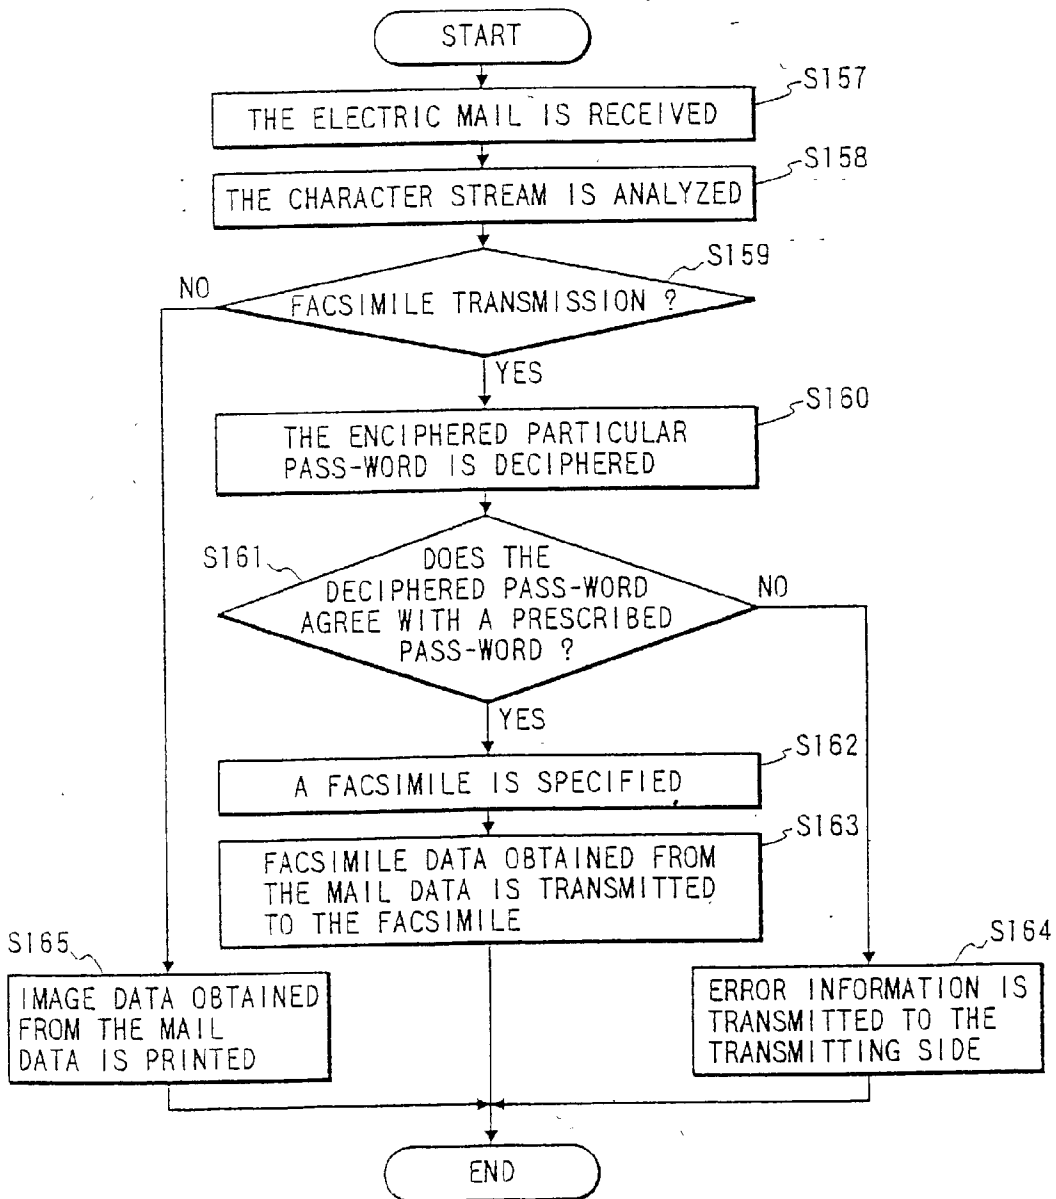 START
S157
THE ELECTRIC MAIL IS RECEIVED
S158
THE CHARACTER STREAM IS ANALYZED
S159
NO
FACSIMILE TRANSMISSION ?
YES
S160
THE ENCIPHERED PARTICULAR
PASS-WORD IS DECIPHERED
S161
DOES THE
DECIPHERED PASS-WORD
AGREE WITH A PRESCRIBED
PASS-WORD ?
NO
YES
S162
A FACSIMILE IS SPECIFIED
S163
FACSIMILE DATA OBTAINED FROM
THE MAIL DATA IS TRANSMITTED
TO THE FACSIMILE
S165
IMAGE DATA OBTAINED
FROM THE MAIL
DATA IS PRINTED
S164
ERROR INFORMATION IS
TRANSMITTED TO THE
TRANSMITTING SIDE
END